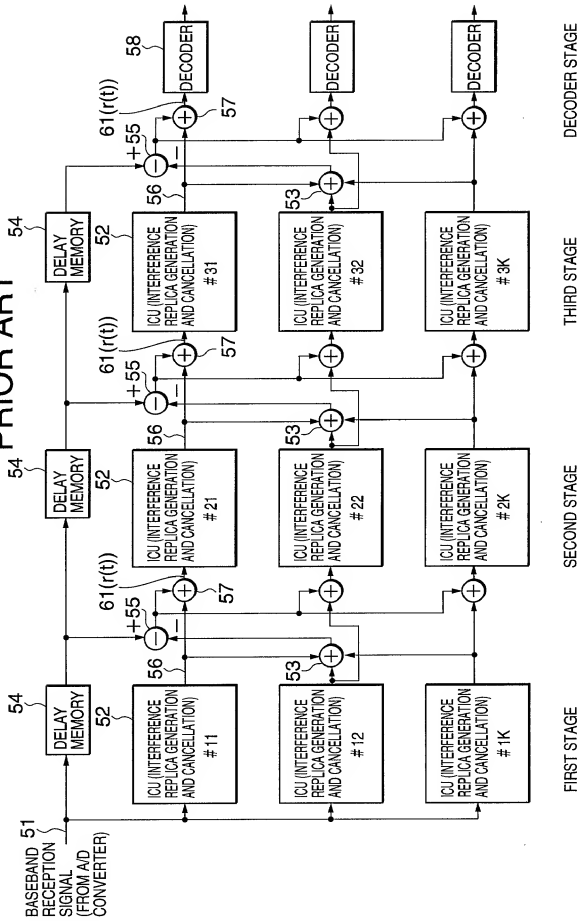 PRIOR ART
BASEBAND
RECEPTION
SIGNAL
(FROM A/D
CONVERTER)
51
54
DELAY
MEMORY
52
ICU (INTERFERENCE
REPLICA GENERATION
AND CANCELLATION)
#11
ICU (INTERFERENCE
REPLICA GENERATION
AND CANCELLATION)
#12
ICU (INTERFERENCE
REPLICA GENERATION
AND CANCELLATION)
#1K
FIRST STAGE
56
53
+
+55
−
−
61(r(t))
+
57
+
+
54
DELAY
MEMORY
52
ICU (INTERFERENCE
REPLICA GENERATION
AND CANCELLATION)
#21
ICU (INTERFERENCE
REPLICA GENERATION
AND CANCELLATION)
#22
ICU (INTERFERENCE
REPLICA GENERATION
AND CANCELLATION)
#2K
SECOND STAGE
56
53
+
+55
−
−
61(r(t))
+
57
+
+
54
DELAY
MEMORY
52
ICU (INTERFERENCE
REPLICA GENERATION
AND CANCELLATION)
#31
ICU (INTERFERENCE
REPLICA GENERATION
AND CANCELLATION)
#32
ICU (INTERFERENCE
REPLICA GENERATION
AND CANCELLATION)
#3K
THIRD STAGE
56
53
+
+55
−
−
61(r(t))
+
57
+
+
58
DECODER
DECODER
DECODER
DECODER STAGE